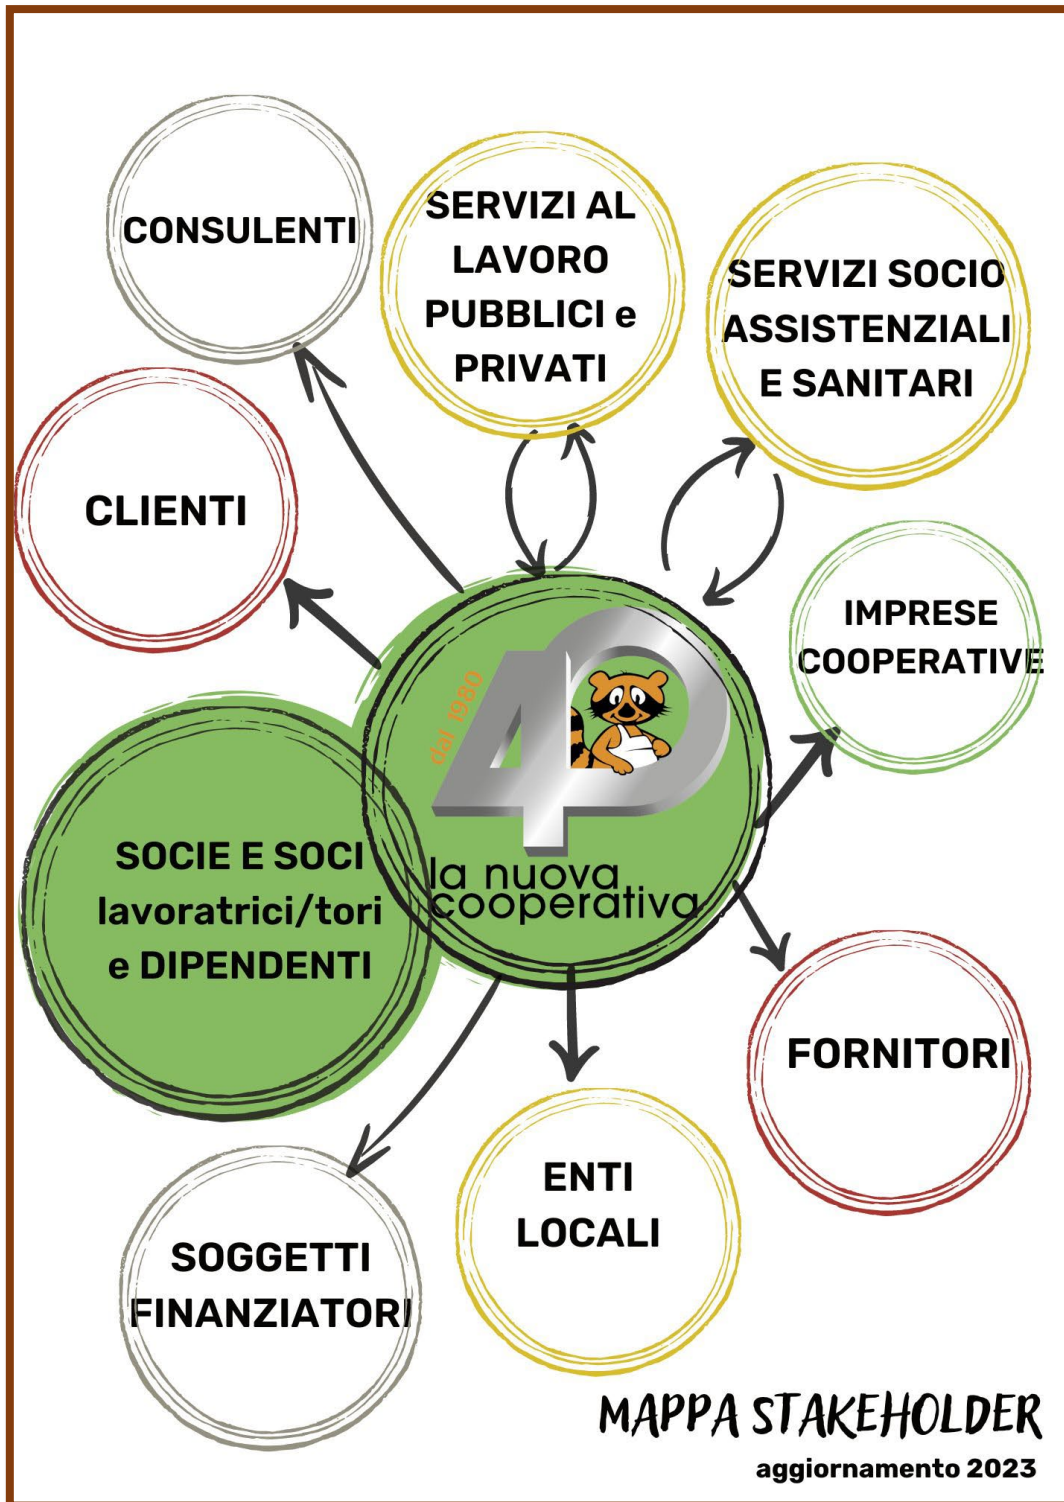 CONSULENTI
SERVIZI AL
LAVORO
PUBBLICI e
PRIVATI
SERVIZI SOCIO
ASSISTENZIALI
E SANITARI
CLIENTI
IMPRESE
COOPERATIVE
dal 1980
40
la nuova
cooperativa
SOCIE E SOCI
lavoratrici/tori
e DIPENDENTI
FORNITORI
ENTI
LOCALI
SOGGETTI
FINANZIATORI
MAPPA STAKEHOLDER
aggiornamento 2023